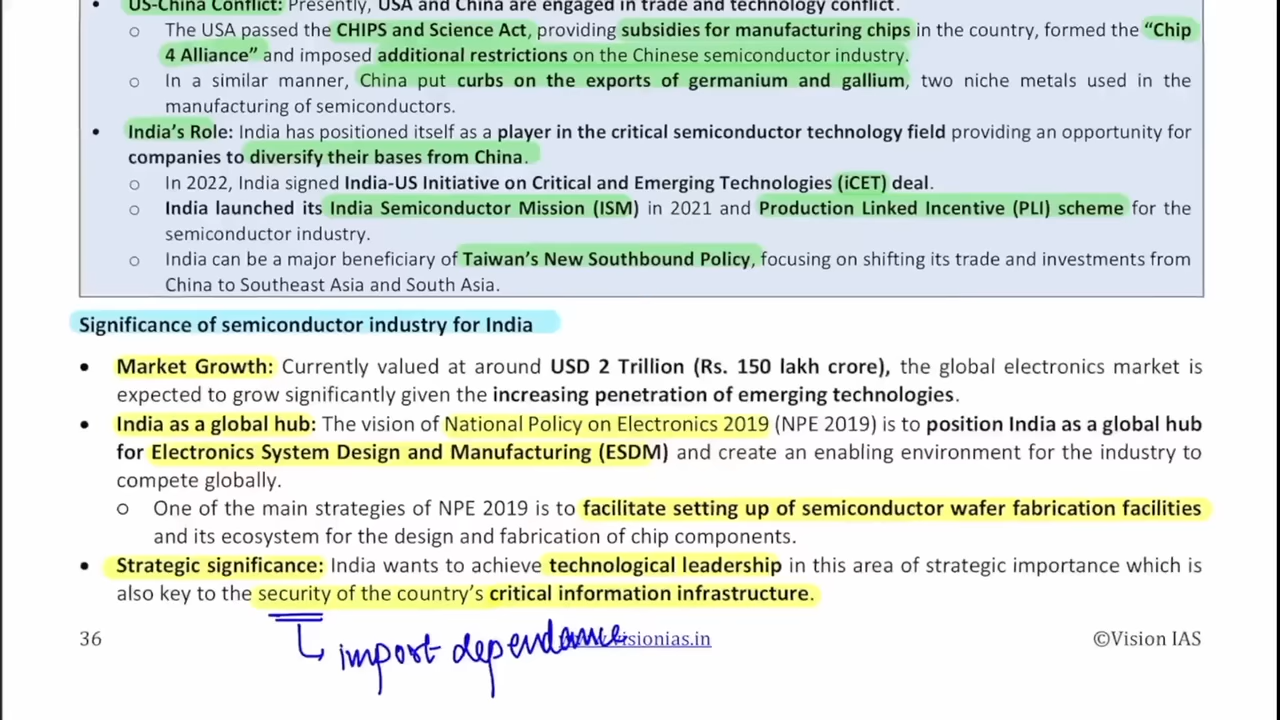 • US-China Conflict: Presently, USA and China are engaged in trade and technology conflict.
o The USA passed the CHIPS and Science Act, providing subsidies for manufacturing chips in the country, formed the “Chip
4 Alliance” and imposed additional restrictions on the Chinese semiconductor industry.
o In a similar manner, China put curbs on the exports of germanium and gallium, two niche metals used in the
manufacturing of semiconductors.
• India’s Role: India has positioned itself as a player in the critical semiconductor technology field providing an opportunity for
companies to diversify their bases from China.
o In 2022, India signed India-US Initiative on Critical and Emerging Technologies (iCET) deal.
o India launched its India Semiconductor Mission (ISM) in 2021 and Production Linked Incentive (PLI) scheme for the
semiconductor industry.
o India can be a major beneficiary of Taiwan’s New Southbound Policy, focusing on shifting its trade and investments from
China to Southeast Asia and South Asia.
Significance of semiconductor industry for India
• Market Growth: Currently valued at around USD 2 Trillion (Rs. 150 lakh crore), the global electronics market is
expected to grow significantly given the increasing penetration of emerging technologies.
• India as a global hub: The vision of National Policy on Electronics 2019 (NPE 2019) is to position India as a global hub
for Electronics System Design and Manufacturing (ESDM) and create an enabling environment for the industry to
compete globally.
o One of the main strategies of NPE 2019 is to facilitate setting up of semiconductor wafer fabrication facilities
and its ecosystem for the design and fabrication of chip components.
• Strategic significance: India wants to achieve technological leadership in this area of strategic importance which is
also key to the security of the country’s critical information infrastructure.
36 visionias.in ©Vision IAS
import dependance